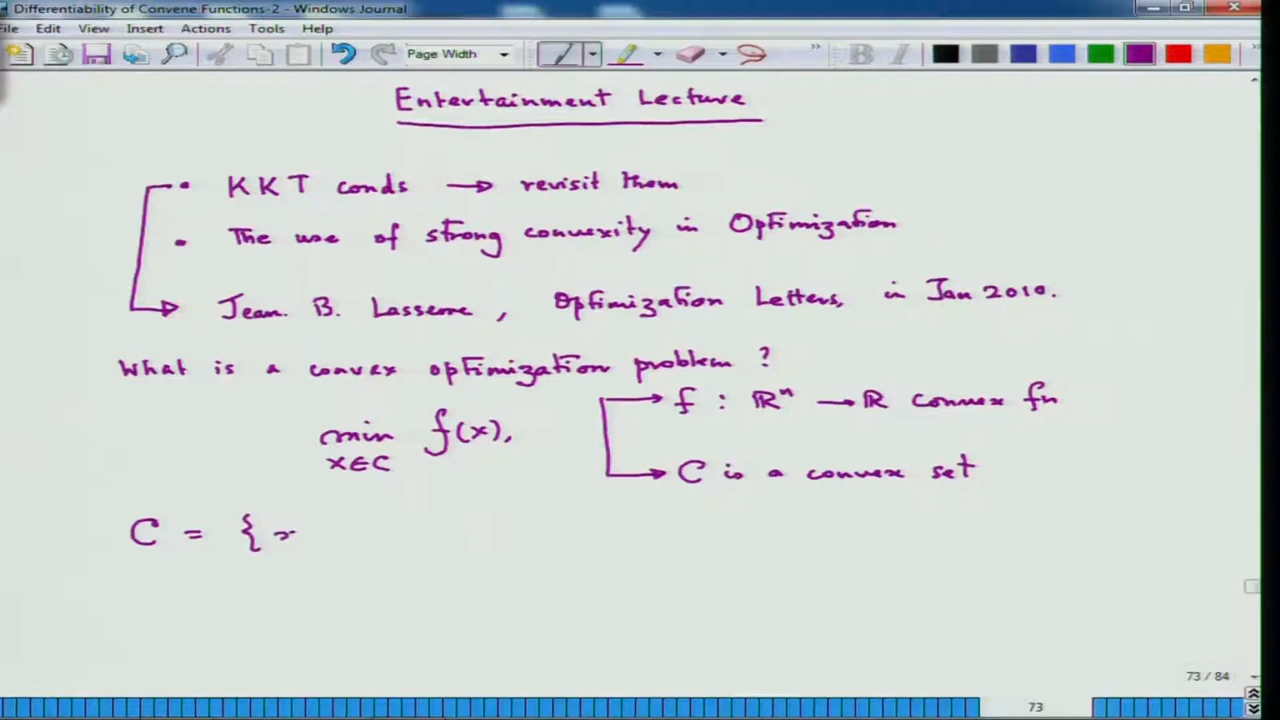 Differentiability of Convene Functions-2 - Windows Journal
File Edit View Insert Actions Tools Help
Page Width
Entertainment Lecture
• KKT conds → revisit them
• The use of strong convexity in Optimization
Jean. B. Lasserre, Optimization Letters, in Jan 2010.
What is a convex optimization problem ?
min f(x),
x∈C
f : ℝⁿ → ℝ convex fn
C is a convex set
C = { x
73 / 84
73